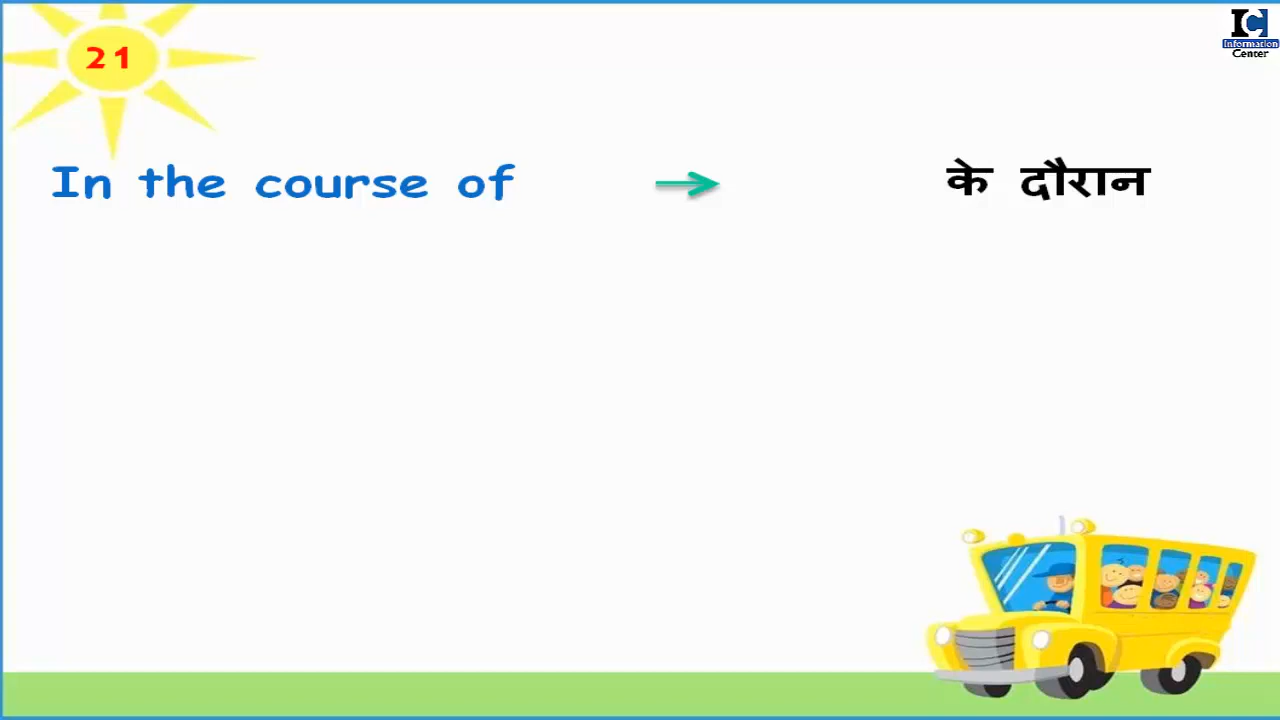 21
IC
Information
Center
In the course of → के दौरान